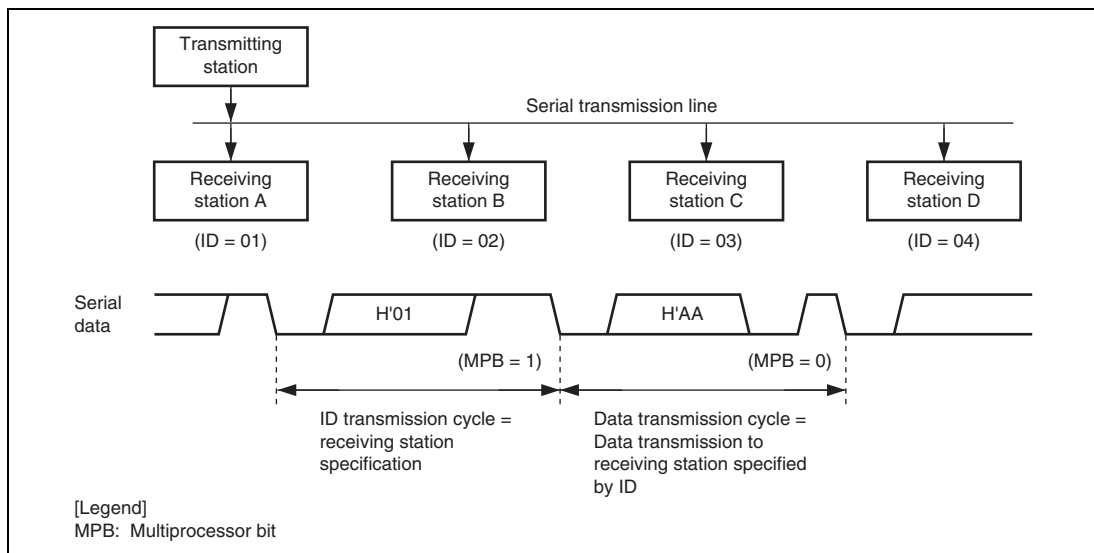 Transmitting
station
Serial transmission line
Receiving
station A
Receiving
station B
Receiving
station C
Receiving
station D
(ID = 01)
(ID = 02)
(ID = 03)
(ID = 04)
Serial
data
H'01
H'AA
(MPB = 1)
(MPB = 0)
ID transmission cycle =
receiving station
specification
Data transmission cycle =
Data transmission to
receiving station specified
by ID
[Legend]
MPB: Multiprocessor bit